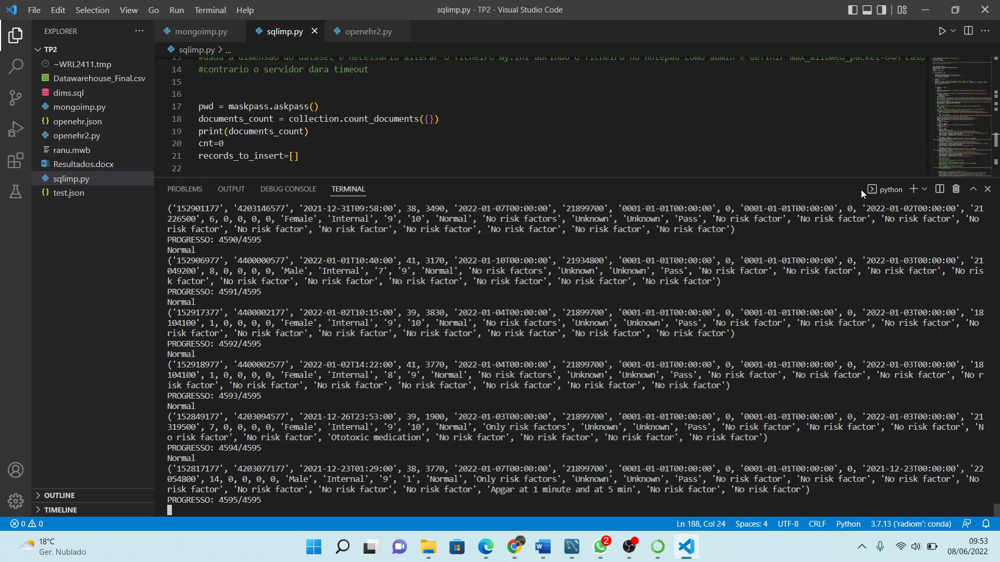 File Edit Selection View Go Run Terminal Help
sqlimp.py - TP2 - Visual Studio Code
EXPLORER
mongoimp.py
sqlimp.py
openehr2.py
TP2
~WRL2411.tmp
Datawarehouse_Final.csv
dims.sql
mongoimp.py
openehr.json
openehr2.py
ranu.mwb
Resultados.docx
sqlimp.py
test.json
OUTLINE
TIMELINE
sqlimp.py > ...
13 #dada a dimensao do dataset e necessario alterar o ficheiro my.ini abrindo o ficheiro no notepad como admin e definir max_allowed_packet=64M caso
14 #contrario o servidor dara timeout
15
16
17 pwd = maskpass.askpass()
18 documents_count = collection.count_documents({})
19 print(documents_count)
20 cnt=0
21 records_to_insert=[]
22
PROBLEMS OUTPUT DEBUG CONSOLE TERMINAL
python
('152901177', '4203146577', '2021-12-31T09:58:00', 38, 3490, '2022-01-07T00:00:00', '21899700', '0001-01-01T00:00:00', 0, '0001-01-01T00:00:00', 0, '2022-01-02T00:00:00', '21
226500', 6, 0, 0, 0, 0, 'Female', 'Internal', '9', '10', 'Normal', 'No risk factors', 'Unknown', 'Unknown', 'Pass', 'No risk factor', 'No risk factor', 'No risk factor', 'No
risk factor', 'No risk factor', 'No risk factor', 'No risk factor', 'No risk factor', 'No risk factor', 'No risk factor')
PROGRESSO: 4590/4595
Normal
('152906977', '4400000577', '2022-01-01T10:40:00', 41, 3170, '2022-01-10T00:00:00', '21934800', '0001-01-01T00:00:00', 0, '0001-01-01T00:00:00', 0, '2022-01-03T00:00:00', '21
049200', 8, 0, 0, 0, 0, 'Male', 'Internal', '7', '9', 'Normal', 'No risk factors', 'Unknown', 'Unknown', 'Pass', 'No risk factor', 'No risk factor', 'No risk factor', 'No ris
k factor', 'No risk factor', 'No risk factor', 'No risk factor', 'No risk factor', 'No risk factor', 'No risk factor')
PROGRESSO: 4591/4595
Normal
('152917377', '4400002177', '2022-01-02T10:15:00', 39, 3830, '2022-01-04T00:00:00', '21899700', '0001-01-01T00:00:00', 0, '0001-01-01T00:00:00', 0, '2022-01-03T00:00:00', '18
104100', 1, 0, 0, 0, 0, 'Female', 'Internal', '9', '10', 'Normal', 'No risk factors', 'Unknown', 'Unknown', 'Pass', 'No risk factor', 'No risk factor', 'No risk factor', 'No
risk factor', 'No risk factor', 'No risk factor', 'No risk factor', 'No risk factor', 'No risk factor', 'No risk factor')
PROGRESSO: 4592/4595
Normal
('152918977', '4400002577', '2022-01-02T14:22:00', 41, 3770, '2022-01-04T00:00:00', '21899700', '0001-01-01T00:00:00', 0, '0001-01-01T00:00:00', 0, '2022-01-03T00:00:00', '18
104100', 1, 0, 0, 0, 0, 'Female', 'Internal', '8', '9', 'Normal', 'No risk factors', 'Unknown', 'Unknown', 'Pass', 'No risk factor', 'No risk factor', 'No risk factor', 'No r
isk factor', 'No risk factor', 'No risk factor', 'No risk factor', 'No risk factor', 'No risk factor', 'No risk factor')
PROGRESSO: 4593/4595
Normal
('152849177', '4203094577', '2021-12-26T23:53:00', 39, 1900, '2022-01-03T00:00:00', '21899700', '0001-01-01T00:00:00', 0, '0001-01-01T00:00:00', 0, '2022-01-03T00:00:00', '21
319500', 7, 0, 0, 0, 0, 'Female', 'Internal', '9', '10', 'Normal', 'Only risk factors', 'Unknown', 'Unknown', 'Pass', 'No risk factor', 'No risk factor', 'No risk factor', 'N
o risk factor', 'No risk factor', 'Ototoxic medication', 'No risk factor', 'No risk factor', 'No risk factor', 'No risk factor')
PROGRESSO: 4594/4595
Normal
('152817177', '4203077177', '2021-12-23T01:29:00', 38, 3770, '2022-01-07T00:00:00', '21899700', '0001-01-01T00:00:00', 0, '0001-01-01T00:00:00', 0, '2021-12-23T00:00:00', '22
054800', 14, 0, 0, 0, 0, 'Male', 'Internal', '9', '1', 'Normal', 'Only risk factors', 'Unknown', 'Unknown', 'Pass', 'No risk factor', 'No risk factor', 'No risk factor', 'No
risk factor', 'No risk factor', 'No risk factor', 'No risk factor', 'Apgar at 1 minute and at 5 min', 'No risk factor', 'No risk factor')
PROGRESSO: 4595/4595
0 0
Ln 188, Col 24 Spaces: 4 UTF-8 CRLF Python 3.7.13 ('radiom': conda)
18°C
Ger. Nublado
2
09:53
08/06/2022